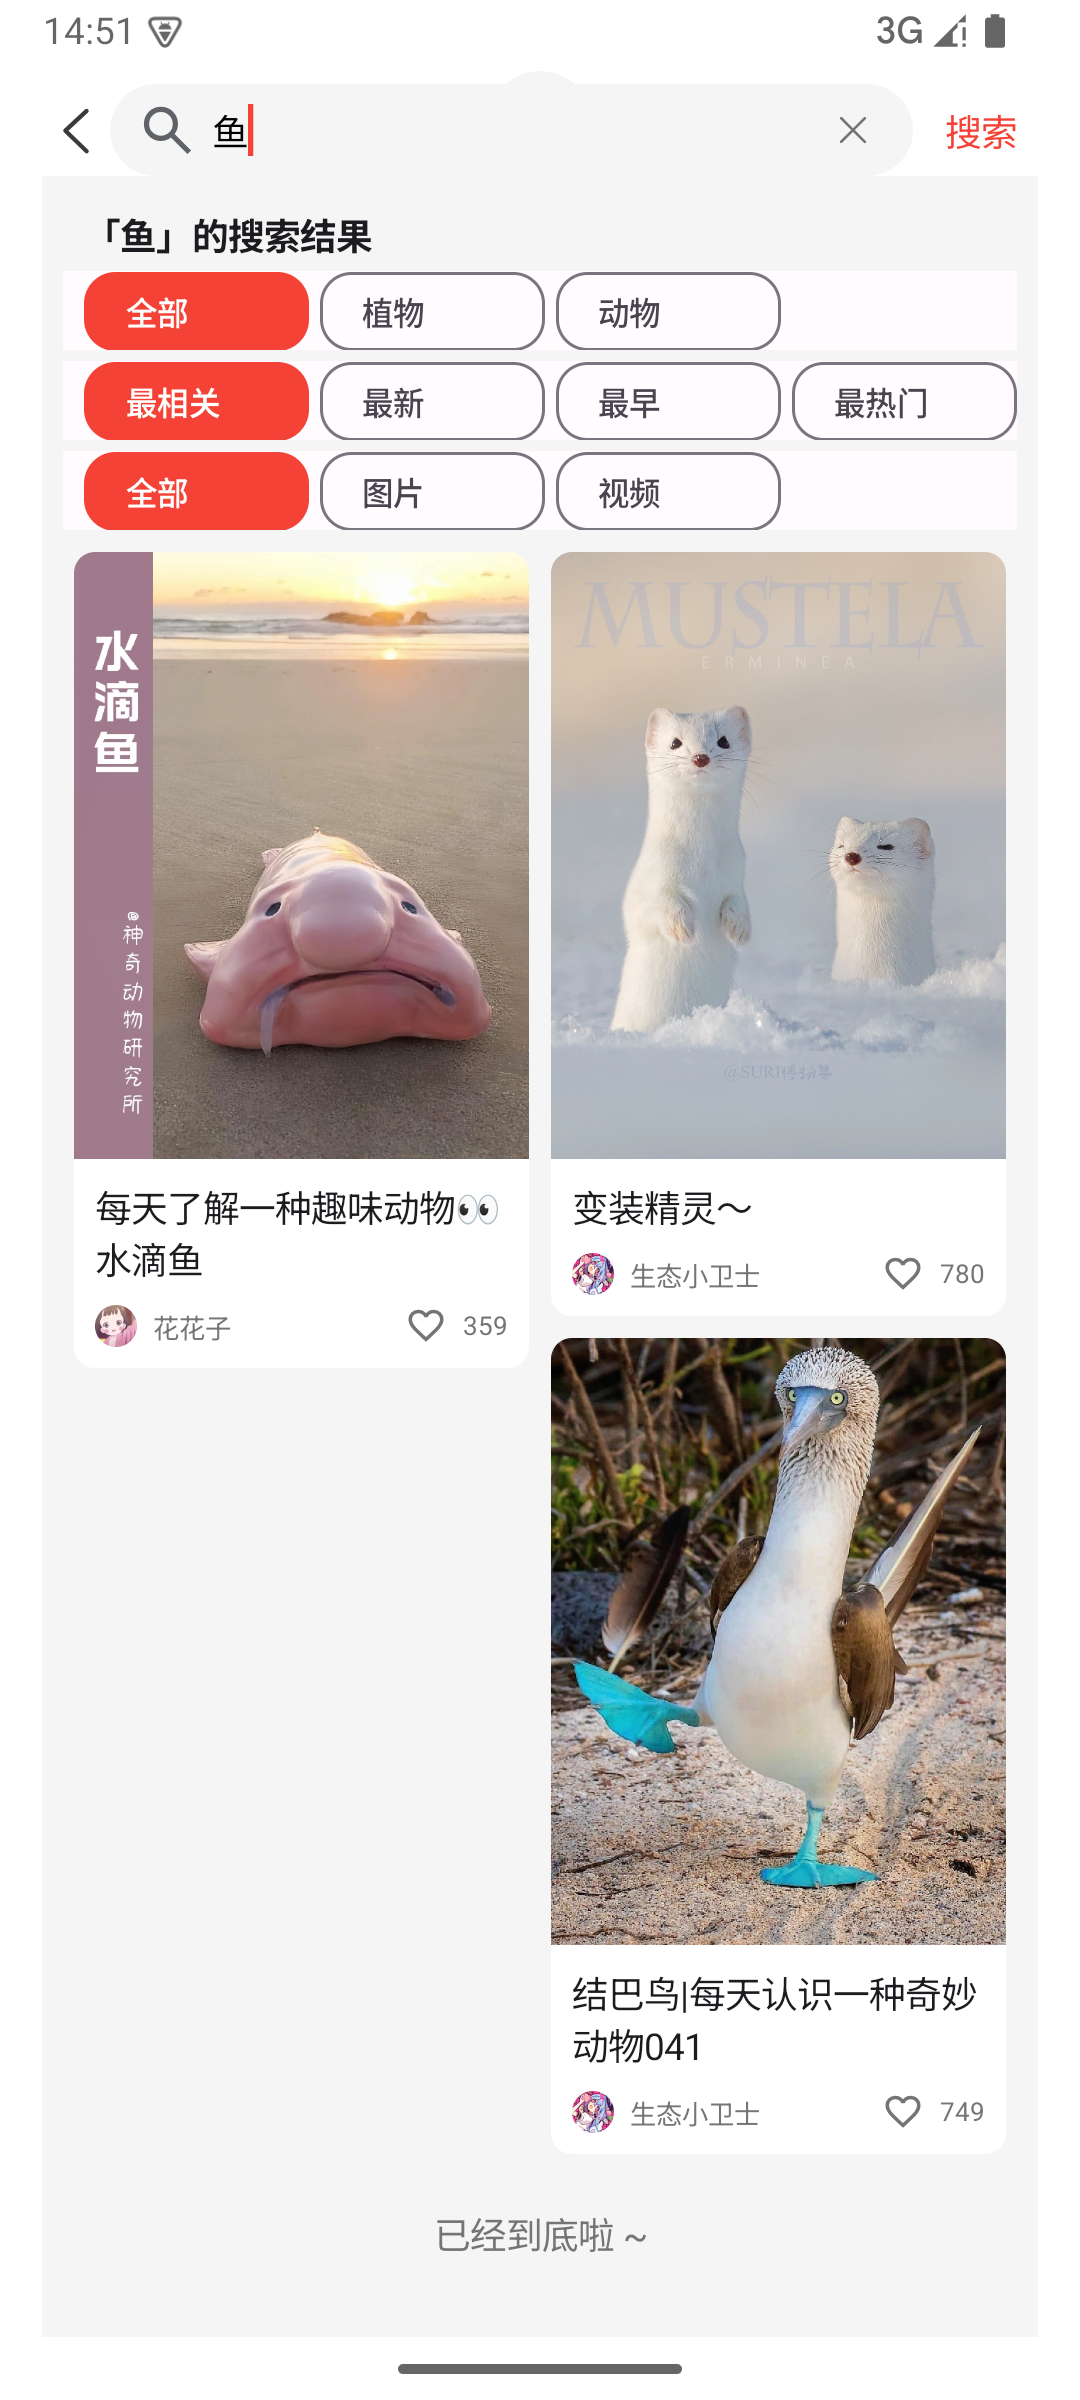 14:51
3G
鱼
搜索
「鱼」的搜索结果
全部
植物
动物
最相关
最新
最早
最热门
全部
图片
视频
水滴鱼
@神奇动物研究所
每天了解一种趣味动物👀
水滴鱼
花花子
359
MUSTELA
ERMINEA
@SURI博物基
变装精灵～
生态小卫士
780
结巴鸟|每天认识一种奇妙
动物041
生态小卫士
749
已经到底啦 ~